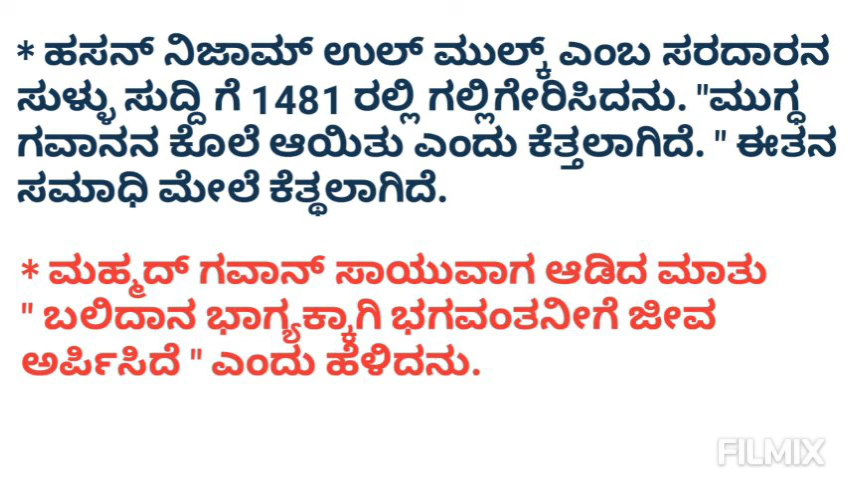 * ಹಸನ್ ನಿಜಾಮ್ ಉಲ್ ಮುಲ್ಕ್ ಎಂಬ ಸರದಾರನ
ಸುಳ್ಳು ಸುದ್ದಿ ಗೆ 1481 ರಲ್ಲಿ ಗಲ್ಲಿಗೇರಿಸಿದನು. "ಮುಗ್ಧ
ಗವಾನನ ಕೊಲೆ ಆಯಿತು ಎಂದು ಕೆತ್ತಲಾಗಿದೆ. " ಈತನ
ಸಮಾಧಿ ಮೇಲೆ ಕೆತ್ಥಲಾಗಿದೆ.
* ಮಹ್ಮದ್ ಗವಾನ್ ಸಾಯುವಾಗ ಆಡಿದ ಮಾತು
" ಬಲಿದಾನ ಭಾಗ್ಯಕ್ಕಾಗಿ ಭಗವಂತನೀಗೆ ಜೀವ
ಅರ್ಪಿಸಿದೆ " ಎಂದು ಹೆಳಿದನು.
FILMIX